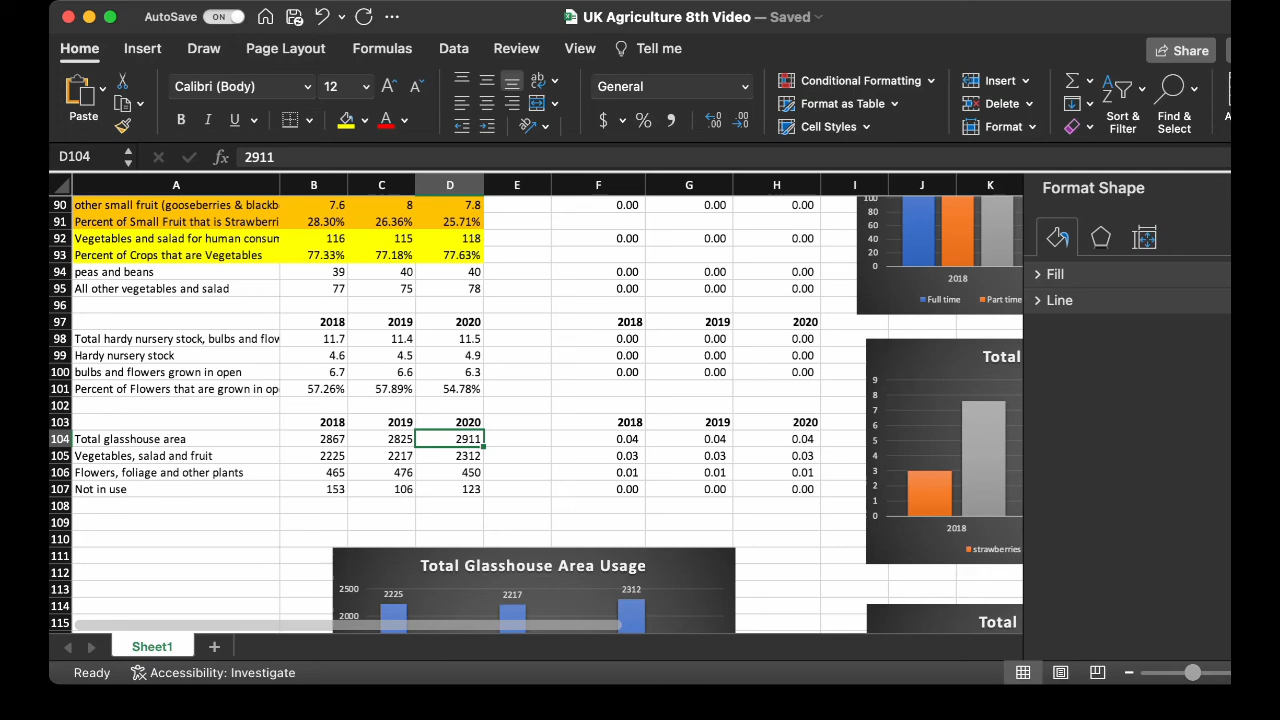 AutoSave ON UK Agriculture 8th Video — Saved
Home Insert Draw Page Layout Formulas Data Review View Tell me Share
Paste Calibri (Body) 12 General Conditional Formatting Format as Table Cell Styles Insert Delete Format Sort & Filter Find & Select
D104 fx 2911
A B C D E F G H I J K
90 other small fruit (gooseberries & blackb 7.6 8 7.8 0.00 0.00 0.00
91 Percent of Small Fruit that is Strawberri 28.30% 26.36% 25.71%
92 Vegetables and salad for human consum 116 115 118 0.00 0.00 0.00
93 Percent of Crops that are Vegetables 77.33% 77.18% 77.63%
94 peas and beans 39 40 40 0.00 0.00 0.00
95 All other vegetables and salad 77 75 78 0.00 0.00 0.00
96
97 2018 2019 2020 2018 2019 2020
98 Total hardy nursery stock, bulbs and flow 11.7 11.4 11.5 0.00 0.00 0.00
99 Hardy nursery stock 4.6 4.5 4.9 0.00 0.00 0.00
100 bulbs and flowers grown in open 6.7 6.6 6.3 0.00 0.00 0.00
101 Percent of Flowers that are grown in op 57.26% 57.89% 54.78%
102
103 2018 2019 2020 2018 2019 2020
104 Total glasshouse area 2867 2825 2911 0.04 0.04 0.04
105 Vegetables, salad and fruit 2225 2217 2312 0.03 0.03 0.03
106 Flowers, foliage and other plants 465 476 450 0.01 0.01 0.01
107 Not in use 153 106 123 0.00 0.00 0.00
108
109
110
111
112
113
114
115
Total Glasshouse Area Usage
2500 2225 2217 2312
2000
100
80
60
40
20
0
2018
Full time Part time
Total
9
8
7
6
5
4
3
2
1
0
2018
strawberries
Total
Format Shape
Fill
Line
Sheet1 +
Ready Accessibility: Investigate